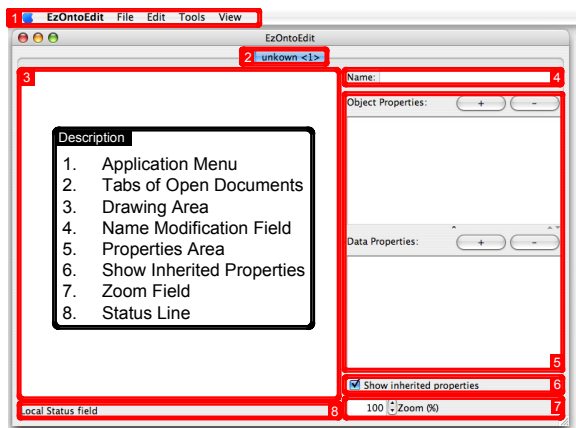 1 EzOntoEdit File Edit Tools View
EzOntoEdit
2 unkown <1>
3
Name: 4
Object Properties: + -
Description
1. Application Menu
2. Tabs of Open Documents
3. Drawing Area
4. Name Modification Field
5. Properties Area
6. Show Inherited Properties
7. Zoom Field
8. Status Line
Data Properties: + -
5
Show inherited properties 6
Local Status field 8
100 Zoom (%) 7